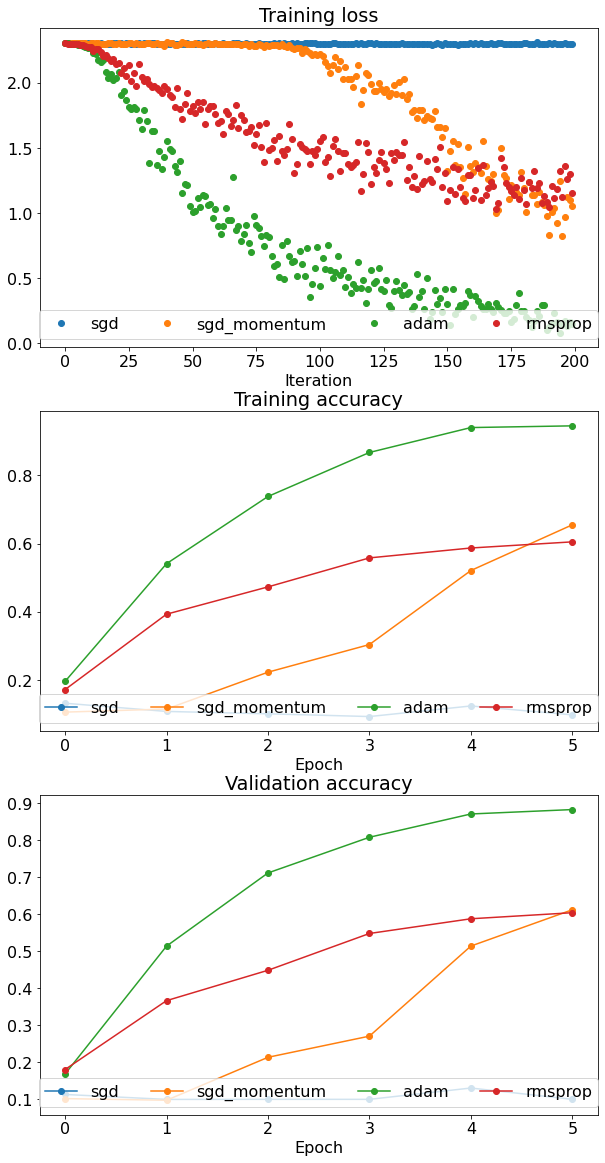 Training loss
2.0
1.5
1.0
0.5
0.0
sgd sgd_momentum adam rmsprop
0 25 50 75 100 125 150 175 200
Iteration
Training accuracy
0.8
0.6
0.4
0.2
sgd sgd_momentum adam rmsprop
0 1 2 3 4 5
Epoch
Validation accuracy
0.9
0.8
0.7
0.6
0.5
0.4
0.3
0.2
0.1
sgd sgd_momentum adam rmsprop
0 1 2 3 4 5
Epoch